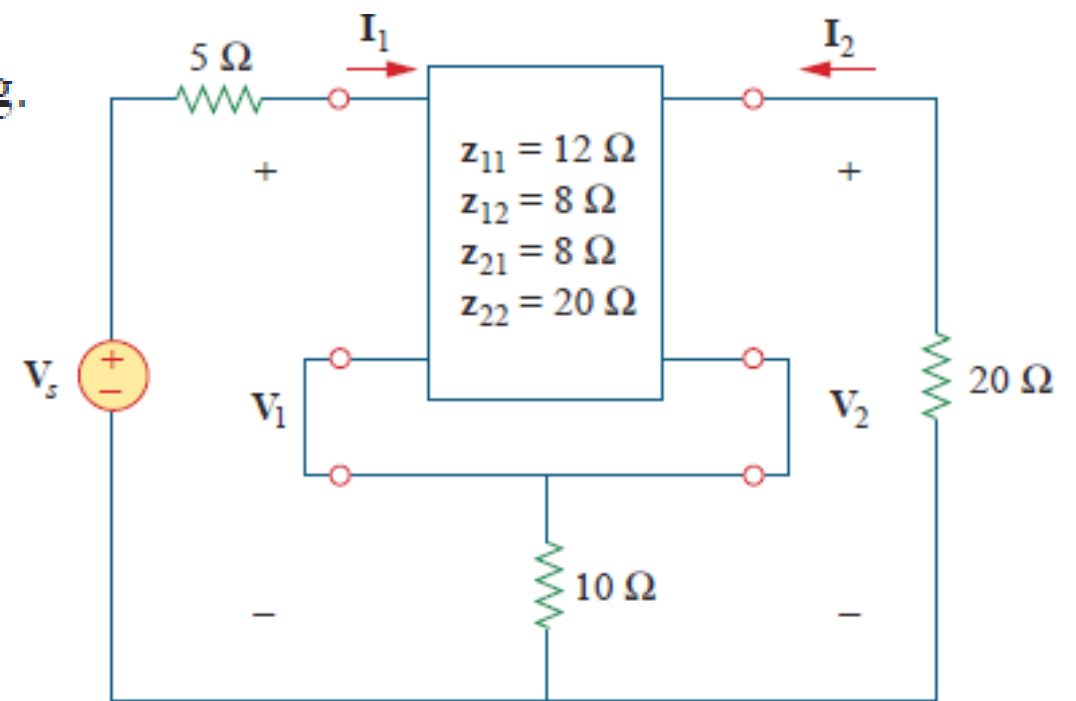 I₁
I₂
5 Ω
g.
+
+
z₁₁ = 12 Ω
z₁₂ = 8 Ω
z₂₁ = 8 Ω
z₂₂ = 20 Ω
Vₛ
+
−
V₁
V₂
20 Ω
10 Ω
−
−